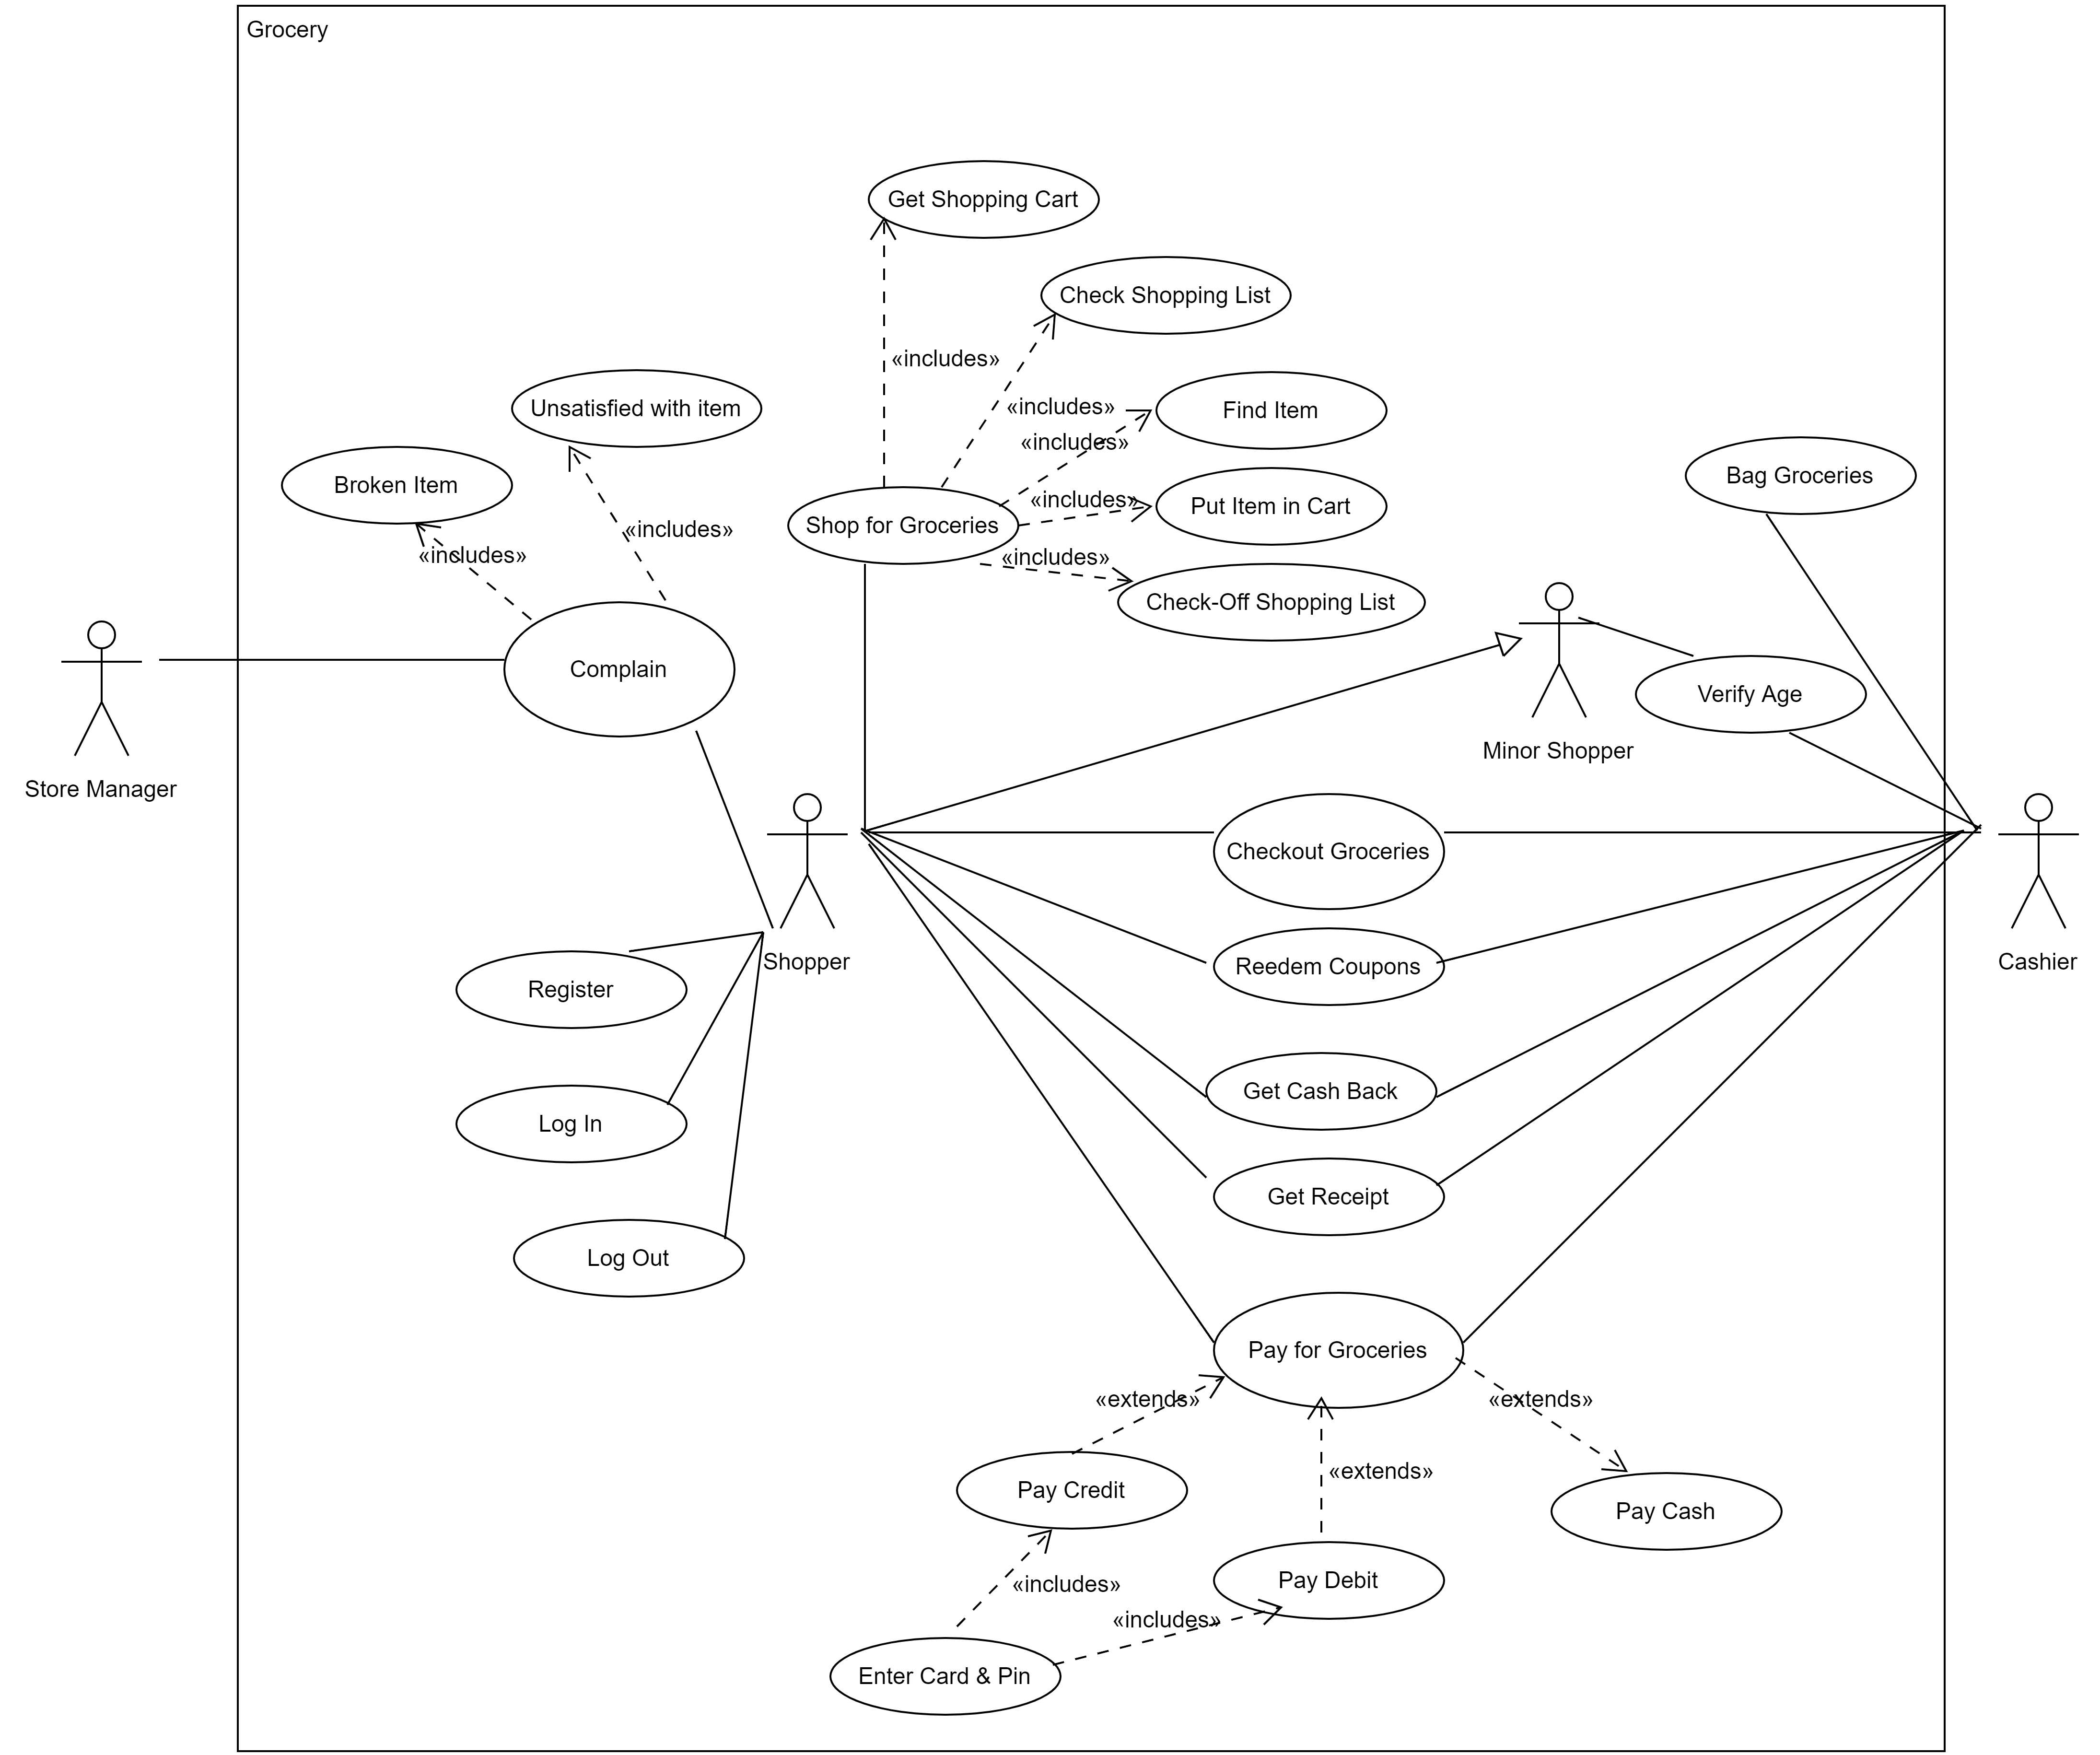 Grocery
Get Shopping Cart
Check Shopping List
«includes»
Unsatisfied with item
«includes»
Find Item
«includes»
Bag Groceries
Broken Item
«includes»
Put Item in Cart
Shop for Groceries
«includes»
«includes»
«includes»
Check-Off Shopping List
Complain
Verify Age
Minor Shopper
Store Manager
Checkout Groceries
Shopper
Reedem Coupons
Cashier
Register
Get Cash Back
Log In
Get Receipt
Log Out
Pay for Groceries
«extends»
«extends»
«extends»
Pay Credit
Pay Cash
Pay Debit
«includes»
«includes»
Enter Card & Pin